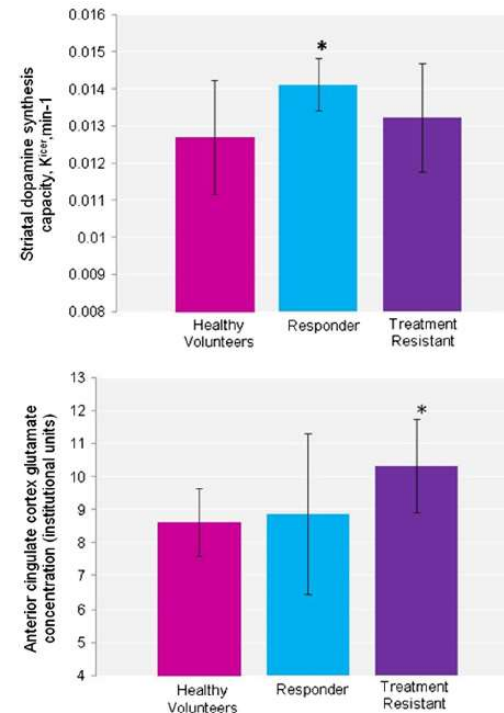 Striatal dopamine synthesis
capacity, Kⁱᶜᵉʳ,min-1
0.016
0.015
0.014
0.013
0.012
0.011
0.01
0.009
0.008
*
Healthy
Volunteers
Responder
Treatment
Resistant
Anterior cingulate cortex glutamate
concentration (institutional units)
13
12
11
10
9
8
7
6
5
4
*
Healthy
Volunteers
Responder
Treatment
Resistant